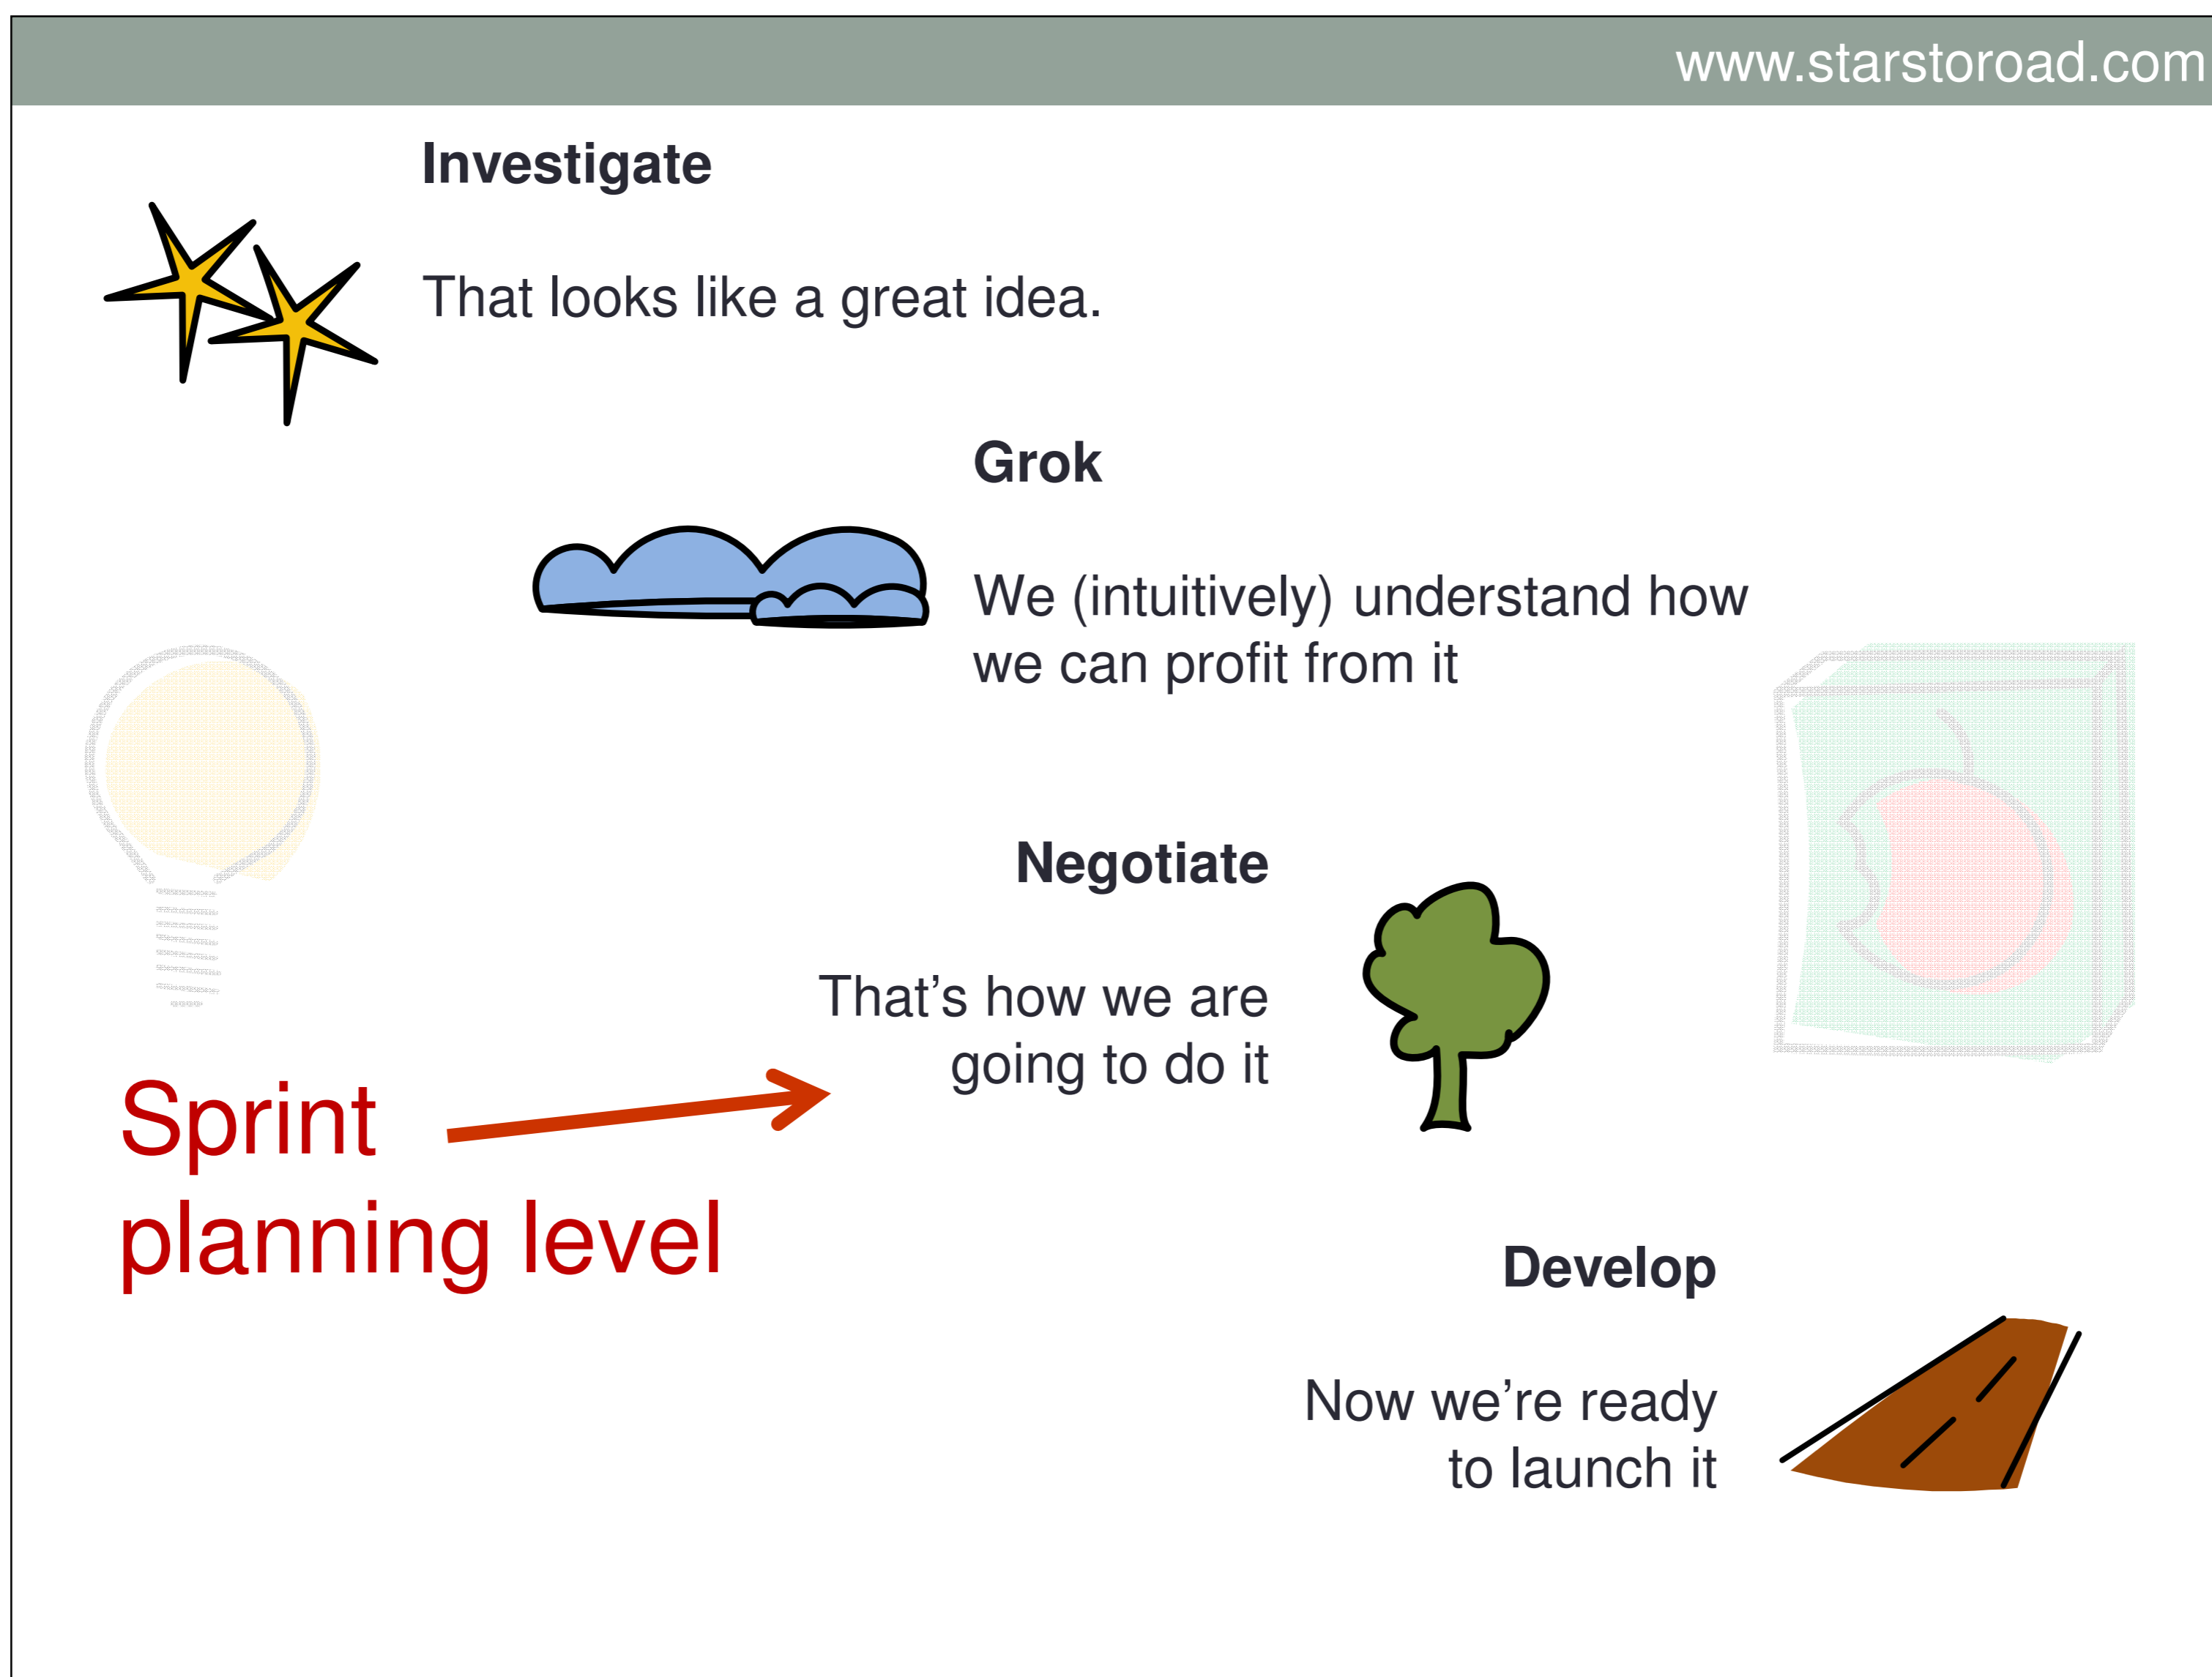 www.starstoroad.com
Investigate
That looks like a great idea.
Grok
We (intuitively) understand how
we can profit from it
Negotiate
That’s how we are
going to do it
Sprint
planning level
Develop
Now we’re ready
to launch it